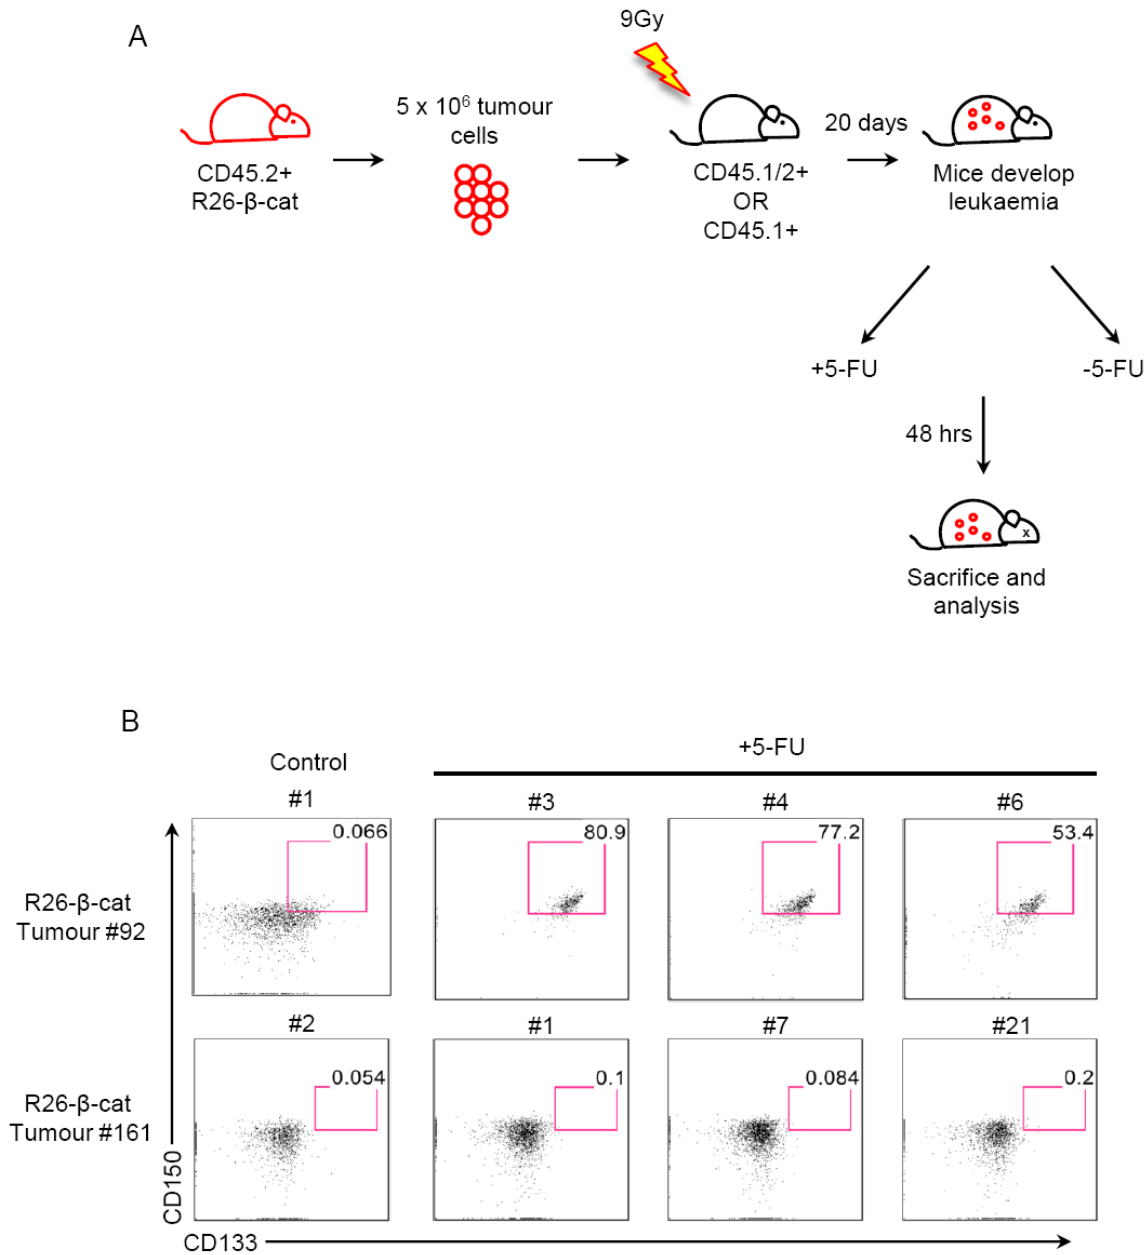 A
9Gy
5 x 10⁶ tumour
cells
20 days
CD45.2+
R26-β-cat
CD45.1/2+
OR
CD45.1+
Mice develop
leukaemia
+5-FU
-5-FU
48 hrs
x
Sacrifice and
analysis
B
Control
+5-FU
#1
#3
#4
#6
0.066
80.9
77.2
53.4
R26-β-cat
Tumour #92
#2
#1
#7
#21
0.054
0.1
0.084
0.2
R26-β-cat
Tumour #161
CD150
CD133